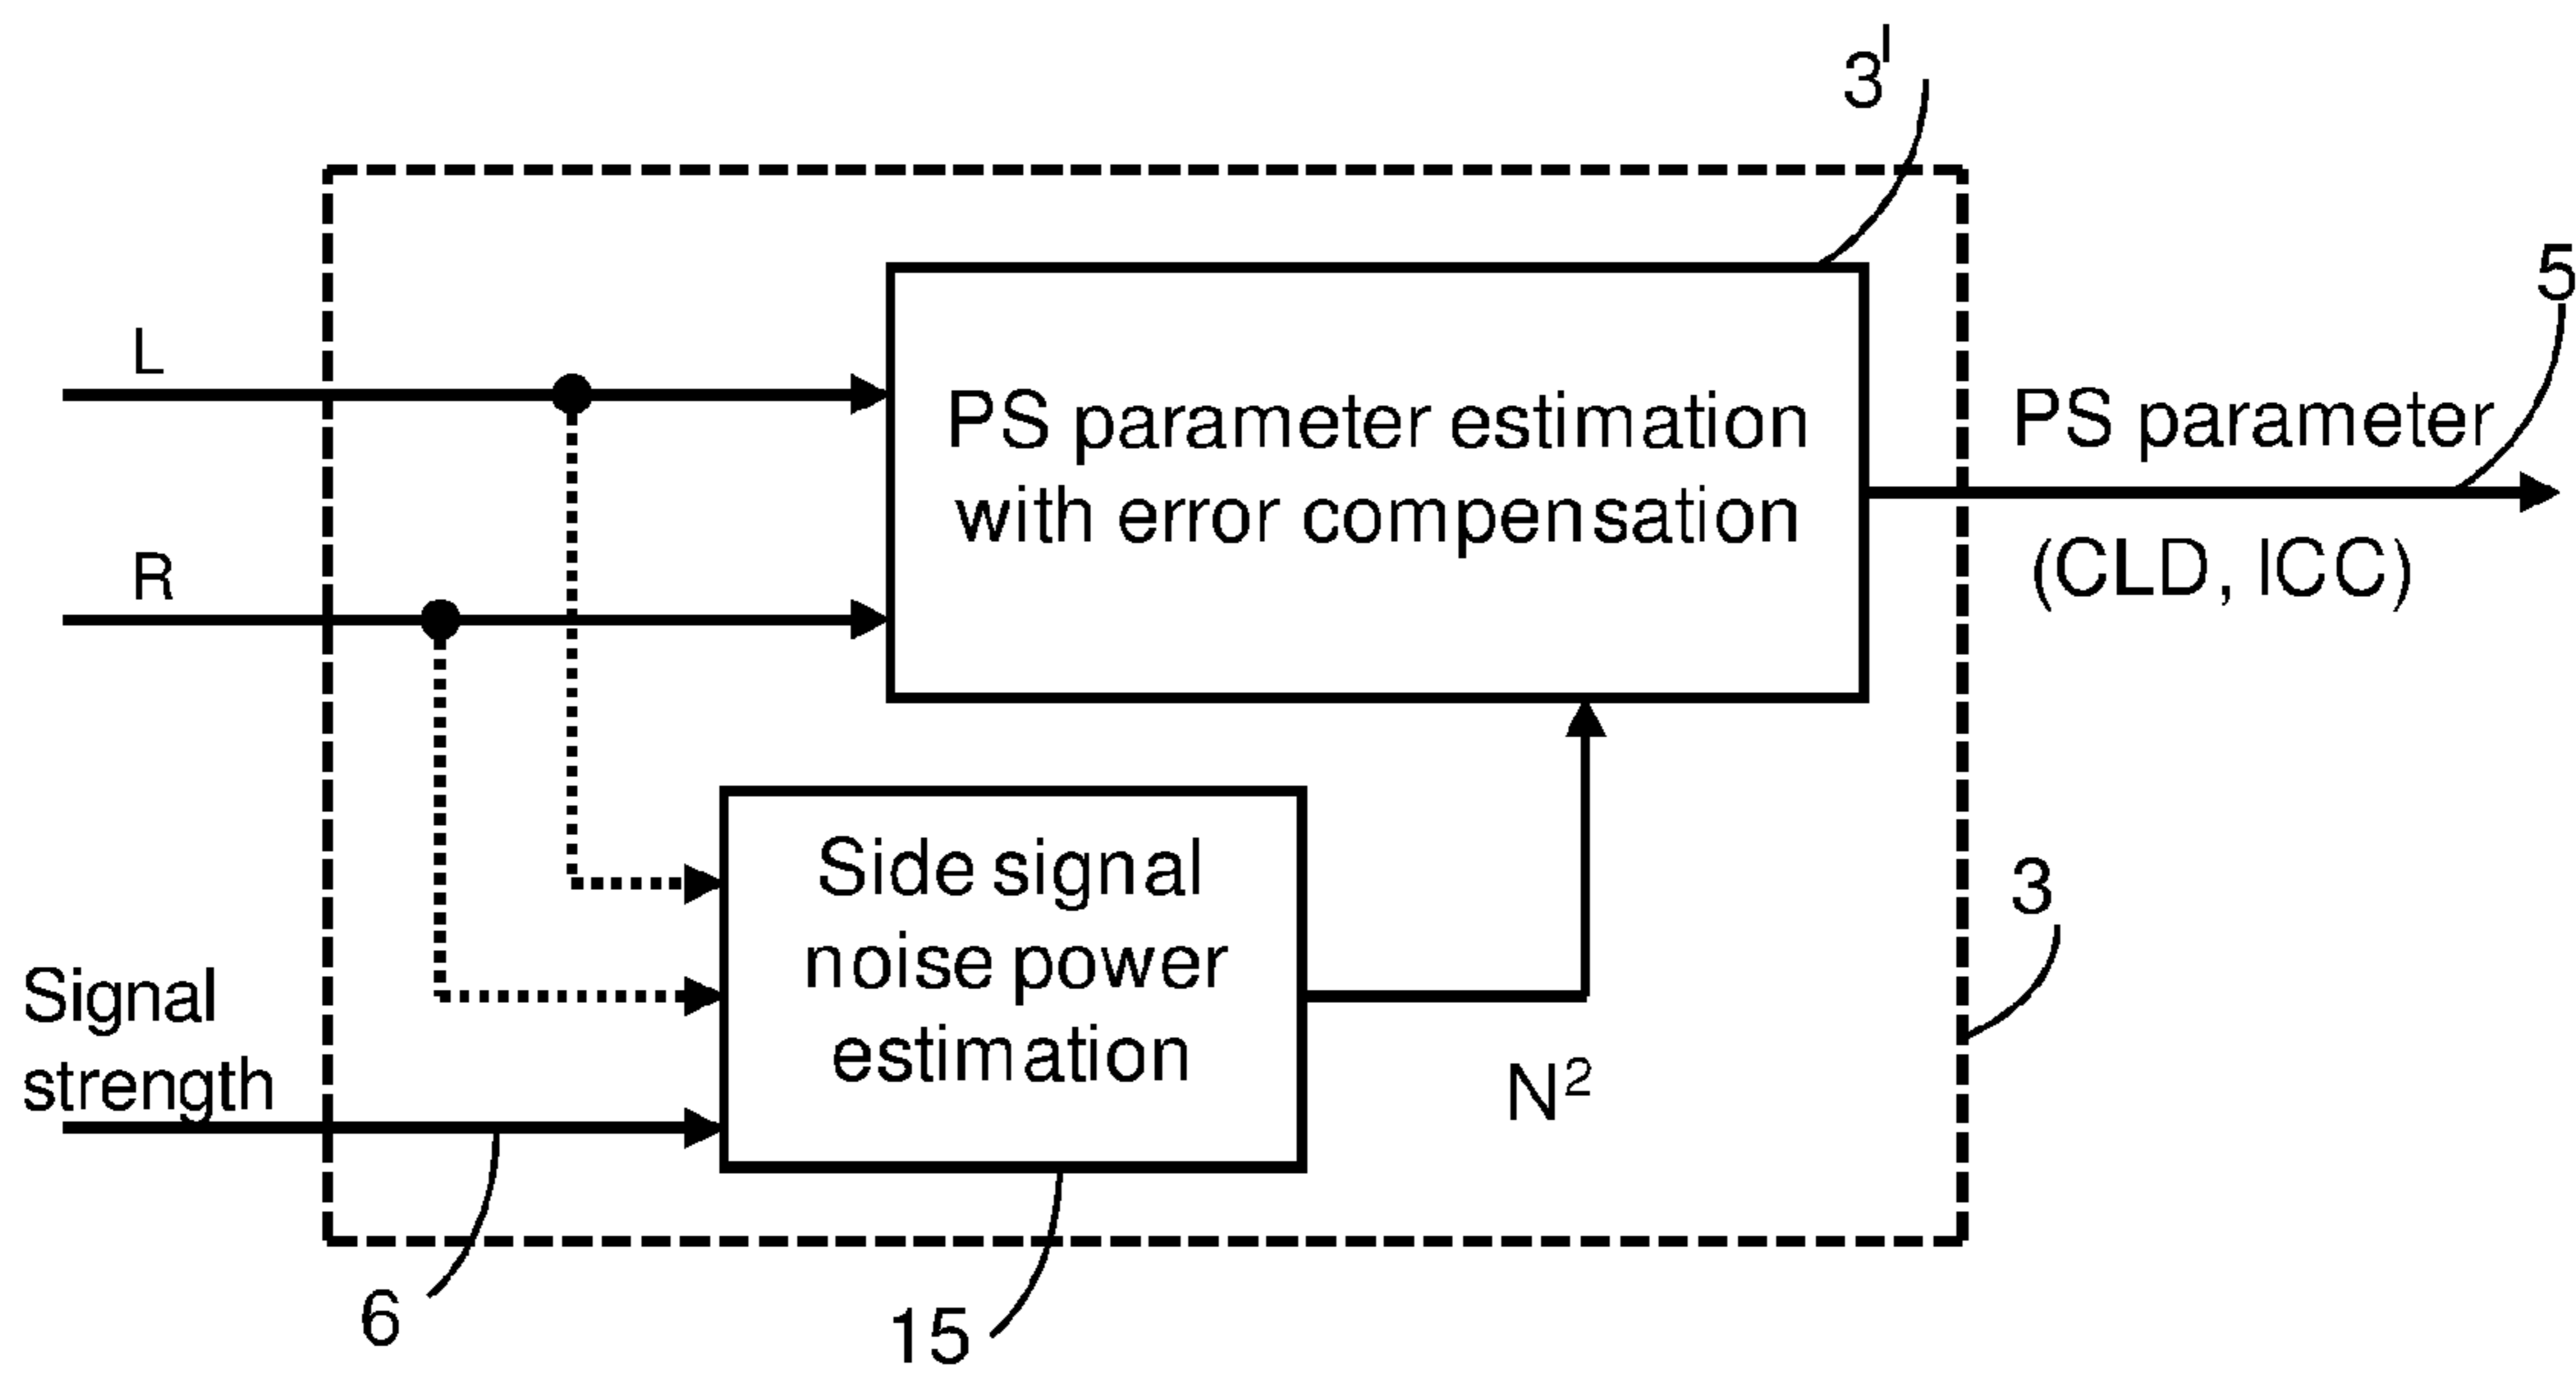 3'
5
L
PS parameter estimation
with error compensation
PS parameter
(CLD, ICC)
R
Side signal
noise power
estimation
3
Signal
strength
N²
6
15